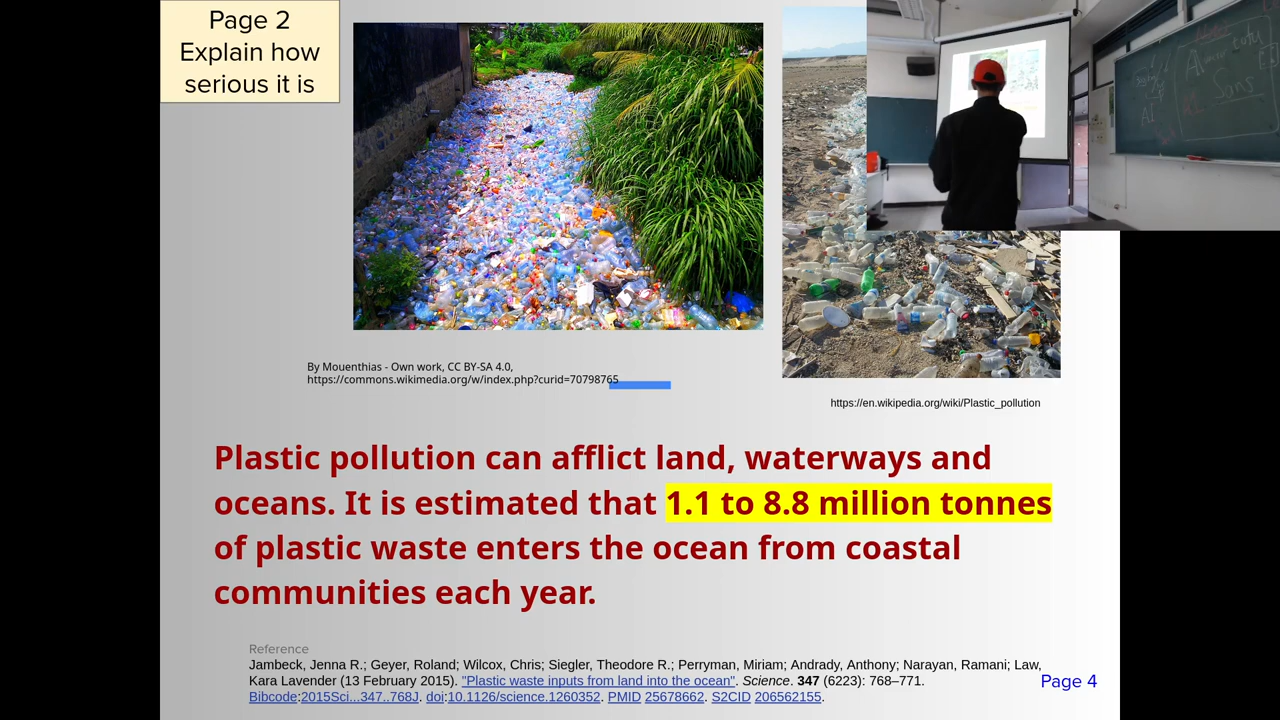 Page 2
Explain how
serious it is
By Mouenthias - Own work, CC BY-SA 4.0,
https://commons.wikimedia.org/w/index.php?curid=70798765
https://en.wikipedia.org/wiki/Plastic_pollution
Plastic pollution can afflict land, waterways and
oceans. It is estimated that 1.1 to 8.8 million tonnes
of plastic waste enters the ocean from coastal
communities each year.
Reference
Jambeck, Jenna R.; Geyer, Roland; Wilcox, Chris; Siegler, Theodore R.; Perryman, Miriam; Andrady, Anthony; Narayan, Ramani; Law,
Kara Lavender (13 February 2015). "Plastic waste inputs from land into the ocean". Science. 347 (6223): 768–771.
Bibcode:2015Sci...347..768J. doi:10.1126/science.1260352. PMID 25678662. S2CID 206562155.
Page 4